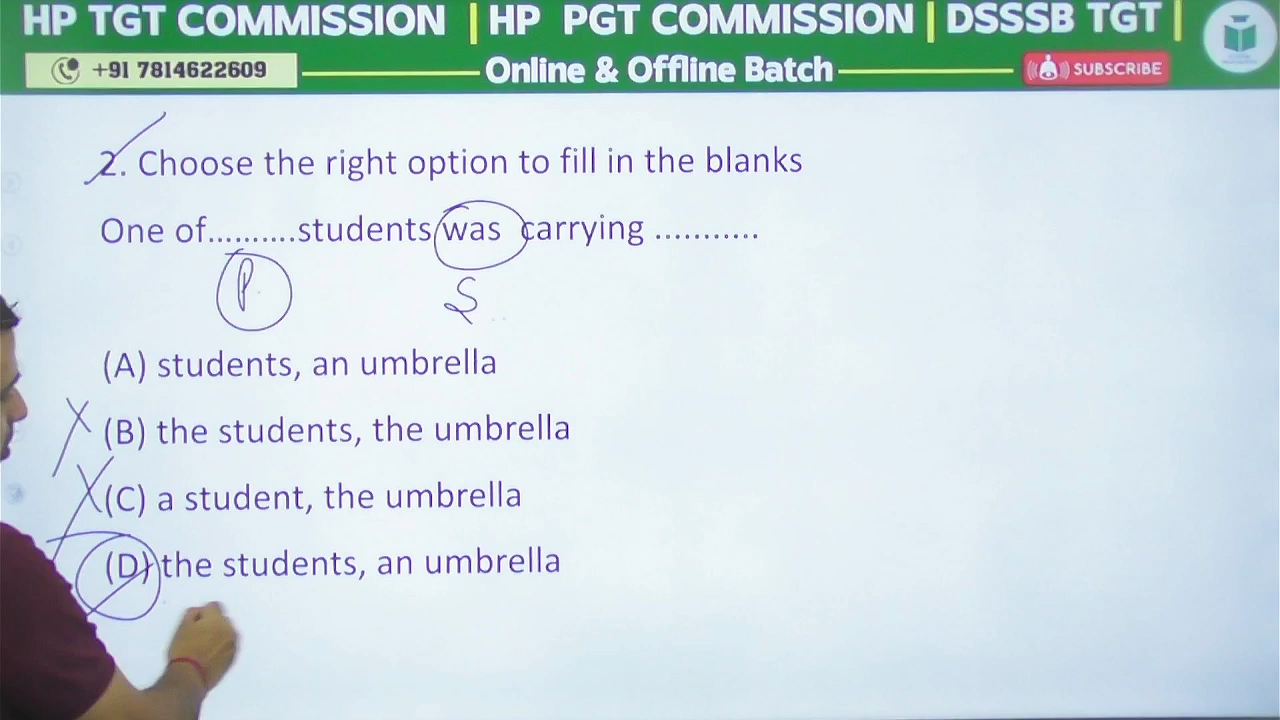 HP TGT COMMISSION | HP PGT COMMISSION | DSSSB TGT |
+91 7814622609 Online & Offline Batch SUBSCRIBE
2. Choose the right option to fill in the blanks
One of..........students was carrying ...........
P S
(A) students, an umbrella
(B) the students, the umbrella
(C) a student, the umbrella
(D) the students, an umbrella